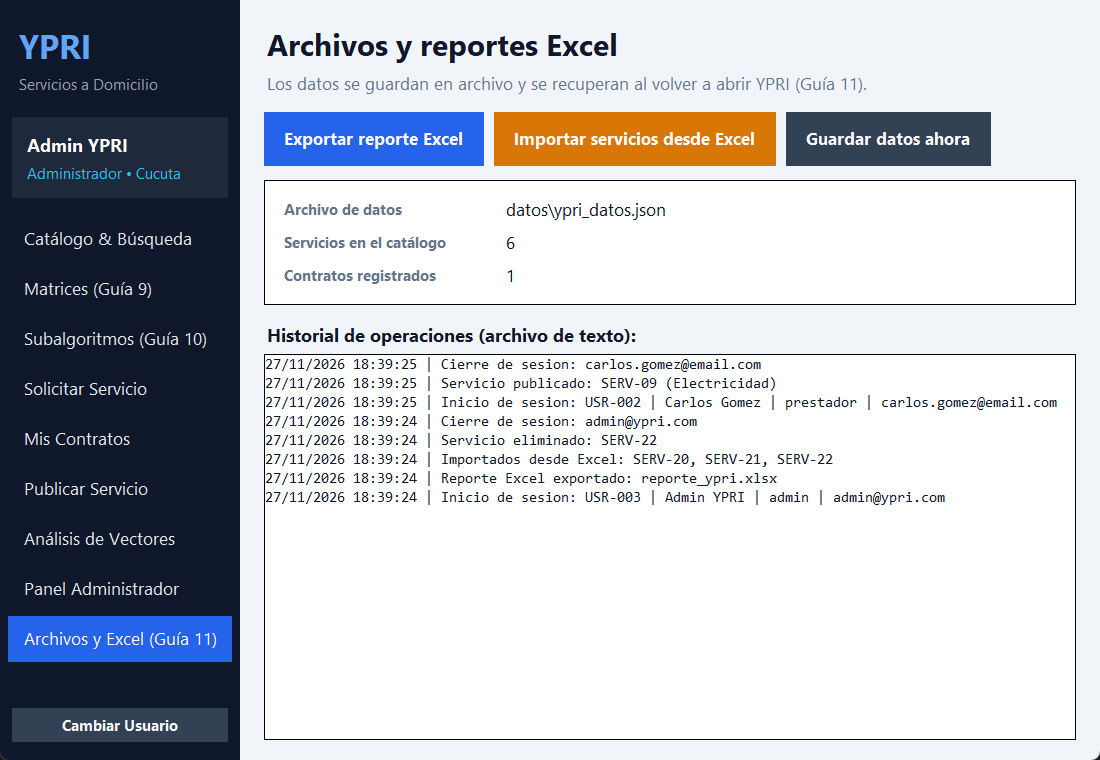 YPRI
Servicios a Domicilio
Admin YPRI
Administrador • Cucuta
Catálogo & Búsqueda
Matrices (Guía 9)
Subalgoritmos (Guía 10)
Solicitar Servicio
Mis Contratos
Publicar Servicio
Análisis de Vectores
Panel Administrador
Archivos y Excel (Guía 11)
Cambiar Usuario
Archivos y reportes Excel
Los datos se guardan en archivo y se recuperan al volver a abrir YPRI (Guía 11).
Exportar reporte Excel
Importar servicios desde Excel
Guardar datos ahora
Archivo de datos datos\ypri_datos.json
Servicios en el catálogo 6
Contratos registrados 1
Historial de operaciones (archivo de texto):
27/11/2026 18:39:25 | Cierre de sesion: carlos.gomez@email.com
27/11/2026 18:39:25 | Servicio publicado: SERV-09 (Electricidad)
27/11/2026 18:39:25 | Inicio de sesion: USR-002 | Carlos Gomez | prestador | carlos.gomez@email.com
27/11/2026 18:39:24 | Cierre de sesion: admin@ypri.com
27/11/2026 18:39:24 | Servicio eliminado: SERV-22
27/11/2026 18:39:24 | Importados desde Excel: SERV-20, SERV-21, SERV-22
27/11/2026 18:39:24 | Reporte Excel exportado: reporte_ypri.xlsx
27/11/2026 18:39:24 | Inicio de sesion: USR-003 | Admin YPRI | admin | admin@ypri.com